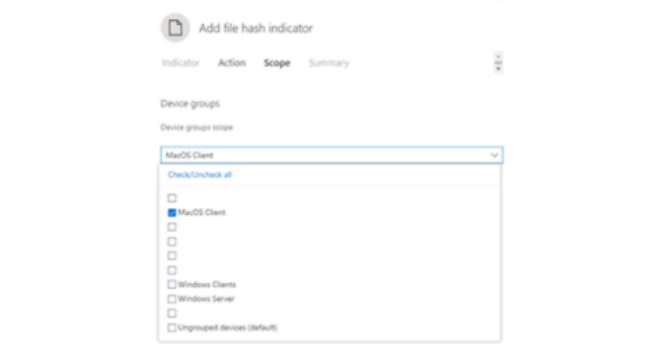 Add file hash indicator
Indicator Action Scope Summary
Device groups
Device groups scope
MacOS Client
Check/Uncheck all
MacOS Client
Windows Clients
Windows Server
Ungrouped devices (default)